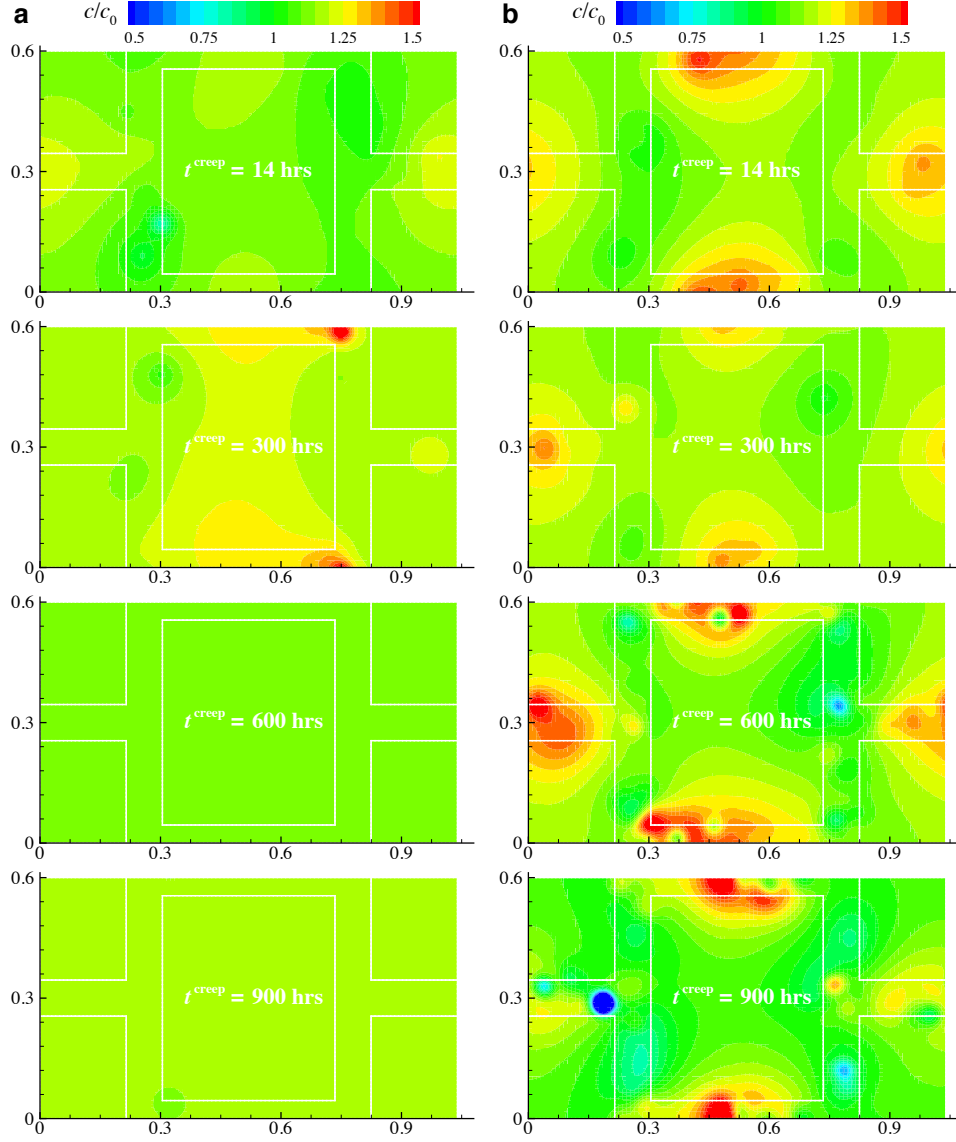 a c/c0 b c/c0
0.5 0.75 1 1.25 1.5 0.5 0.75 1 1.25 1.5
0.6 0.6
t creep = 14 hrs t creep = 14 hrs
0.3 0.3
0 0
0 0.3 0.6 0.9 0 0.3 0.6 0.9
0.6 0.6
t creep = 300 hrs t creep = 300 hrs
0.3 0.3
0 0
0 0.3 0.6 0.9 0 0.3 0.6 0.9
0.6 0.6
t creep = 600 hrs t creep = 600 hrs
0.3 0.3
0 0
0 0.3 0.6 0.9 0 0.3 0.6 0.9
0.6 0.6
t creep = 900 hrs t creep = 900 hrs
0.3 0.3
0 0
0 0.3 0.6 0.9 0 0.3 0.6 0.9